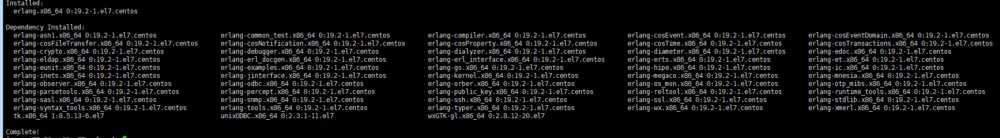 Installed:
erlang.x86_64 0:19.2-1.el7.centos
Dependency Installed:
erlang-asn1.x86_64 0:19.2-1.el7.centos erlang-common_test.x86_64 0:19.2-1.el7.centos erlang-compiler.x86_64 0:19.2-1.el7.centos erlang-cosEvent.x86_64 0:19.2-1.el7.centos erlang-cosEventDomain.x86_64 0:19.2-1.el7.centos
erlang-cosFileTransfer.x86_64 0:19.2-1.el7.centos erlang-cosNotification.x86_64 0:19.2-1.el7.centos erlang-cosProperty.x86_64 0:19.2-1.el7.centos erlang-cosTime.x86_64 0:19.2-1.el7.centos erlang-cosTransactions.x86_64 0:19.2-1.el7.centos
erlang-crypto.x86_64 0:19.2-1.el7.centos erlang-debugger.x86_64 0:19.2-1.el7.centos erlang-dialyzer.x86_64 0:19.2-1.el7.centos erlang-diameter.x86_64 0:19.2-1.el7.centos erlang-edoc.x86_64 0:19.2-1.el7.centos
erlang-eldap.x86_64 0:19.2-1.el7.centos erlang-erl_docgen.x86_64 0:19.2-1.el7.centos erlang-erl_interface.x86_64 0:19.2-1.el7.centos erlang-erts.x86_64 0:19.2-1.el7.centos erlang-et.x86_64 0:19.2-1.el7.centos
erlang-eunit.x86_64 0:19.2-1.el7.centos erlang-examples.x86_64 0:19.2-1.el7.centos erlang-gs.x86_64 0:19.2-1.el7.centos erlang-hipe.x86_64 0:19.2-1.el7.centos erlang-ic.x86_64 0:19.2-1.el7.centos
erlang-inets.x86_64 0:19.2-1.el7.centos erlang-jinterface.x86_64 0:19.2-1.el7.centos erlang-kernel.x86_64 0:19.2-1.el7.centos erlang-megaco.x86_64 0:19.2-1.el7.centos erlang-mnesia.x86_64 0:19.2-1.el7.centos
erlang-observer.x86_64 0:19.2-1.el7.centos erlang-odbc.x86_64 0:19.2-1.el7.centos erlang-orber.x86_64 0:19.2-1.el7.centos erlang-os_mon.x86_64 0:19.2-1.el7.centos erlang-otp_mibs.x86_64 0:19.2-1.el7.centos
erlang-parsetools.x86_64 0:19.2-1.el7.centos erlang-percept.x86_64 0:19.2-1.el7.centos erlang-public_key.x86_64 0:19.2-1.el7.centos erlang-reltool.x86_64 0:19.2-1.el7.centos erlang-runtime_tools.x86_64 0:19.2-1.el7.centos
erlang-sasl.x86_64 0:19.2-1.el7.centos erlang-snmp.x86_64 0:19.2-1.el7.centos erlang-ssh.x86_64 0:19.2-1.el7.centos erlang-ssl.x86_64 0:19.2-1.el7.centos erlang-stdlib.x86_64 0:19.2-1.el7.centos
erlang-syntax_tools.x86_64 0:19.2-1.el7.centos erlang-tools.x86_64 0:19.2-1.el7.centos erlang-typer.x86_64 0:19.2-1.el7.centos erlang-wx.x86_64 0:19.2-1.el7.centos erlang-xmerl.x86_64 0:19.2-1.el7.centos
tk.x86_64 1:8.5.13-6.el7 unixODBC.x86_64 0:2.3.1-11.el7 wxGTK-gl.x86_64 0:2.8.12-20.el7
Complete!